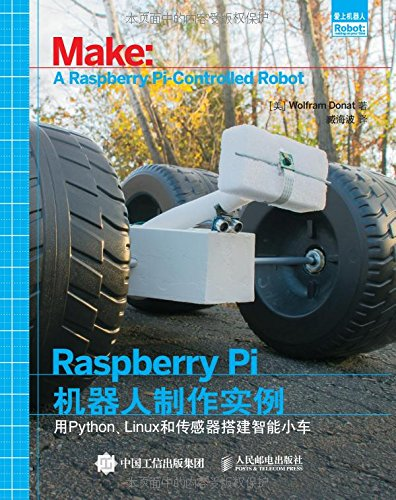 本页面中的内容受版权保护
Make:
爱上机器人
Robot:
A Raspberry Pi-Controlled Robot
[美] Wolfram Donat 著
臧海波 译
Raspberry Pi
机器人制作实例
用Python、Linux和传感器搭建智能小车
中国工信出版集团
人民邮电出版社
POSTS & TELECOM PRESS
本页面中的内容受版权保护